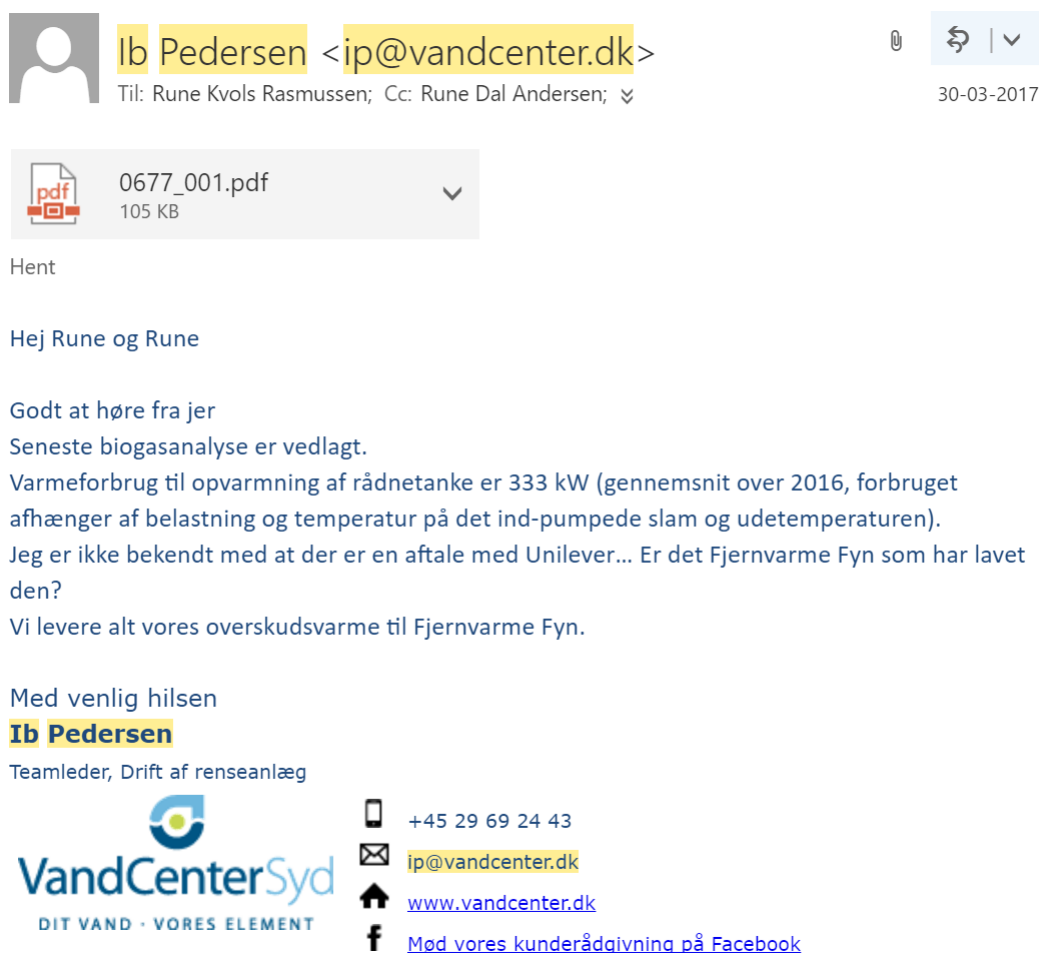 Ib Pedersen <ip@vandcenter.dk>
Til: Rune Kvols Rasmussen; Cc: Rune Dal Andersen;
30-03-2017
pdf
0677_001.pdf
105 KB
Hent
Hej Rune og Rune
Godt at høre fra jer
Seneste biogasanalyse er vedlagt.
Varmeforbrug til opvarmning af rådnetanke er 333 kW (gennemsnit over 2016, forbruget
afhænger af belastning og temperatur på det ind-pumpede slam og udetemperaturen).
Jeg er ikke bekendt med at der er en aftale med Unilever... Er det Fjernvarme Fyn som har lavet
den?
Vi levere alt vores overskudsvarme til Fjernvarme Fyn.
Med venlig hilsen
Ib Pedersen
Teamleder, Drift af renseanlæg
VandCenterSyd
DIT VAND · VORES ELEMENT
+45 29 69 24 43
ip@vandcenter.dk
www.vandcenter.dk
Mød vores kunderådgivning på Facebook